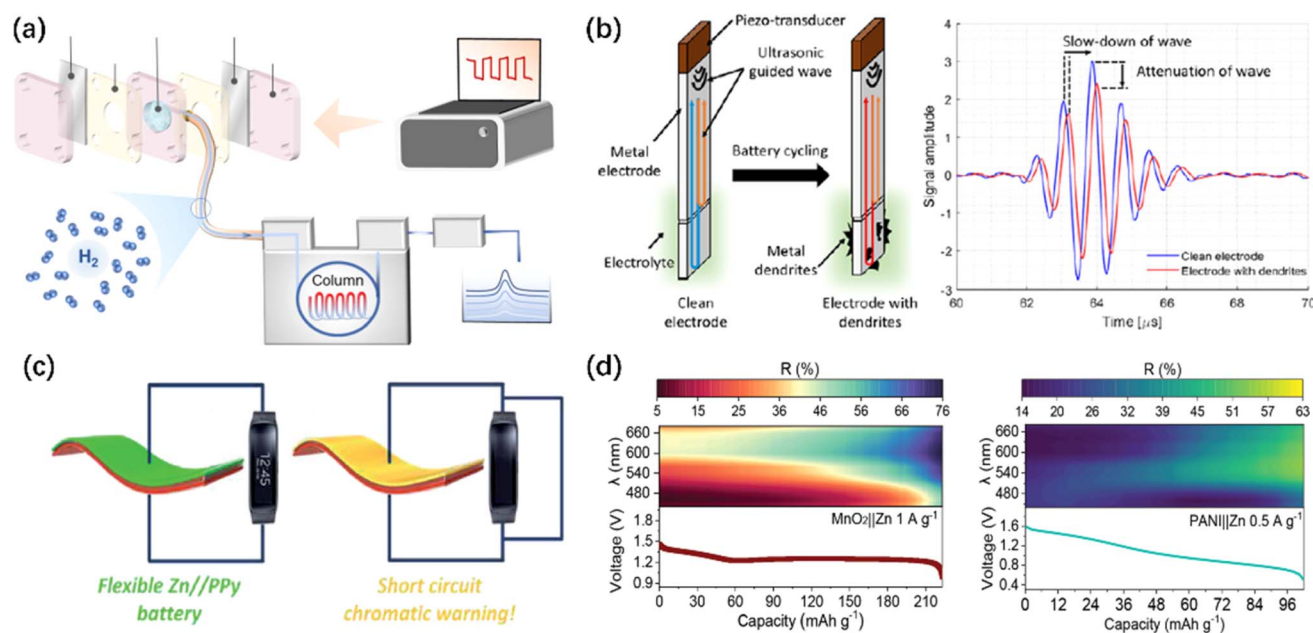 (a)
H₂
Column
(b)
Piezo-transducer
Ultrasonic
guided wave
Metal
electrode
Battery cycling
Electrolyte
Metal
dendrites
Clean
electrode
Electrode with
dendrites
Signal amplitude
4
3
2
1
0
-1
-2
-3
Slow-down of wave
Attenuation of wave
Clean electrode
Electrode with dendrites
60
62
64
66
68
70
Time [μs]
(c)
12:45
Flexible Zn//PPy
battery
Short circuit
chromatic warning!
(d)
R (%)
5 15 25 35 46 56 66 76
λ (nm)
660
600
540
480
MnO₂||Zn 1 A g⁻¹
Voltage (V)
1.8
1.5
1.2
0.9
0 30 60 90 120 150 180 210
Capacity (mAh g⁻¹)
R (%)
14 20 26 32 39 45 51 57 63
λ (nm)
660
600
540
480
PANI||Zn 0.5 A g⁻¹
Voltage (V)
1.6
1.2
0.8
0.4
0 12 24 36 48 60 72 84 96
Capacity (mAh g⁻¹)